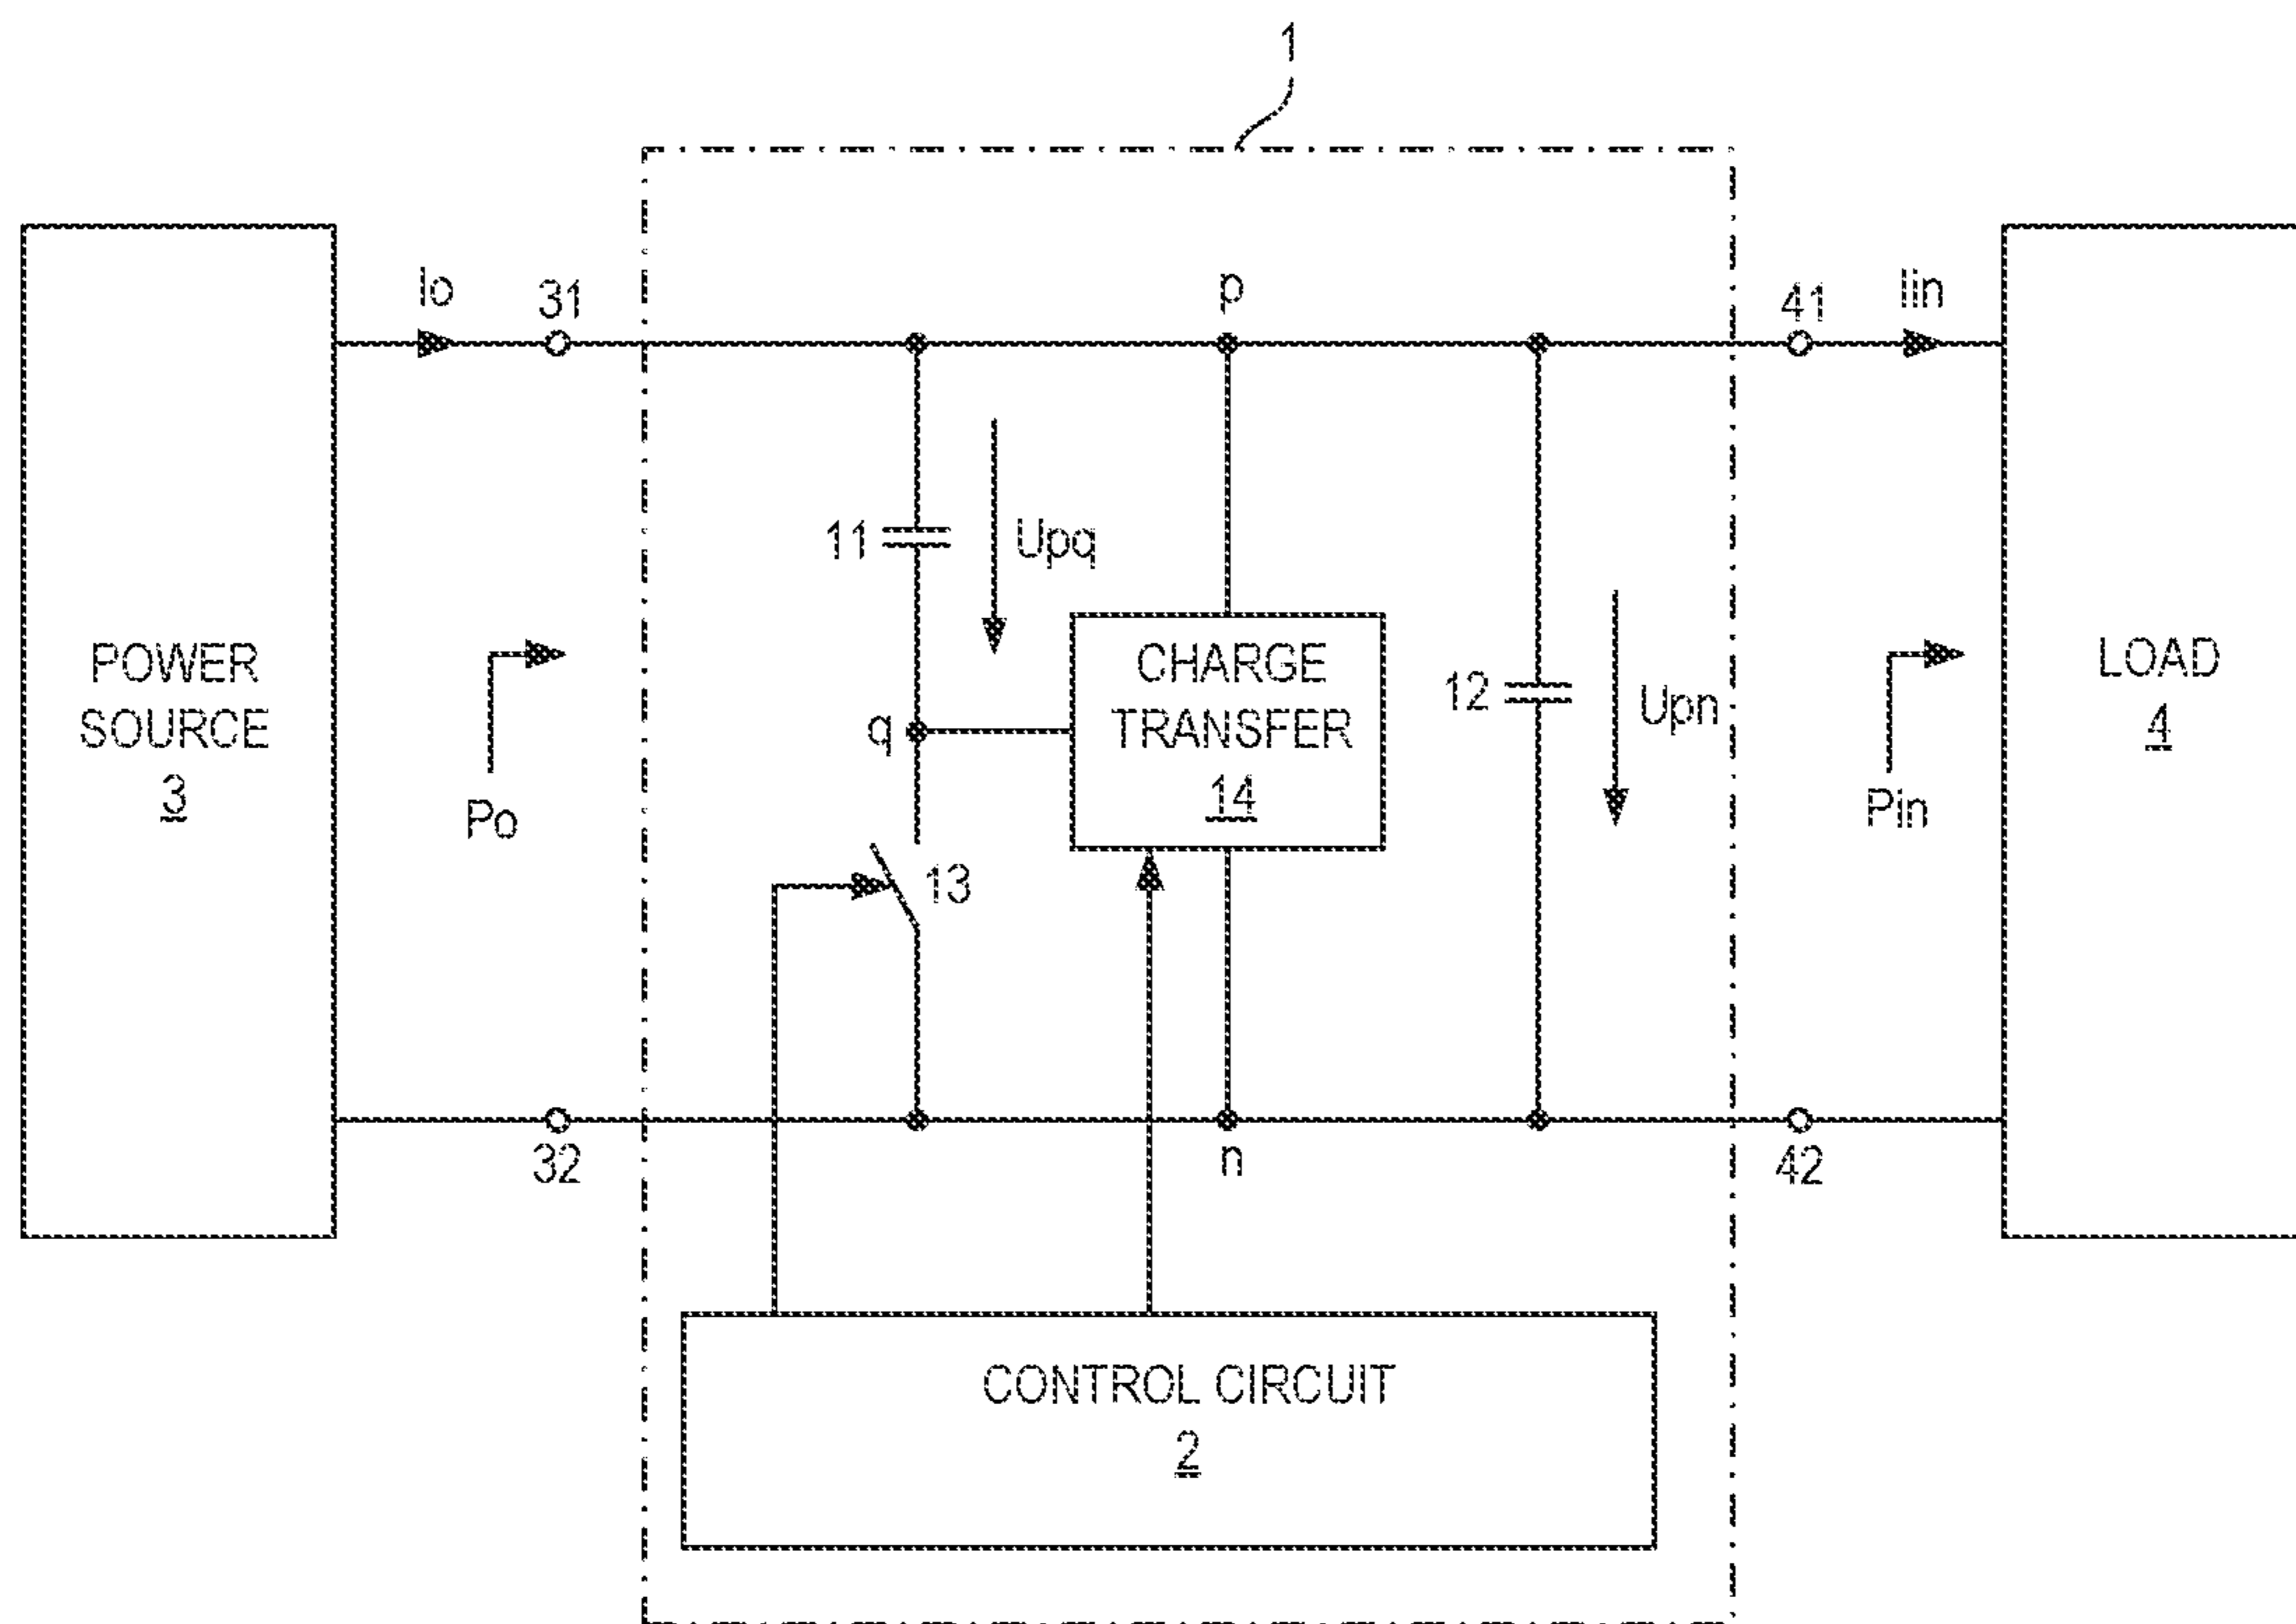 1
Io
31
p
41
Iin
11
Upq
POWER
SOURCE
3
Po
q
CHARGE
TRANSFER
14
12
Upn
Pin
LOAD
4
13
32
n
42
CONTROL CIRCUIT
2